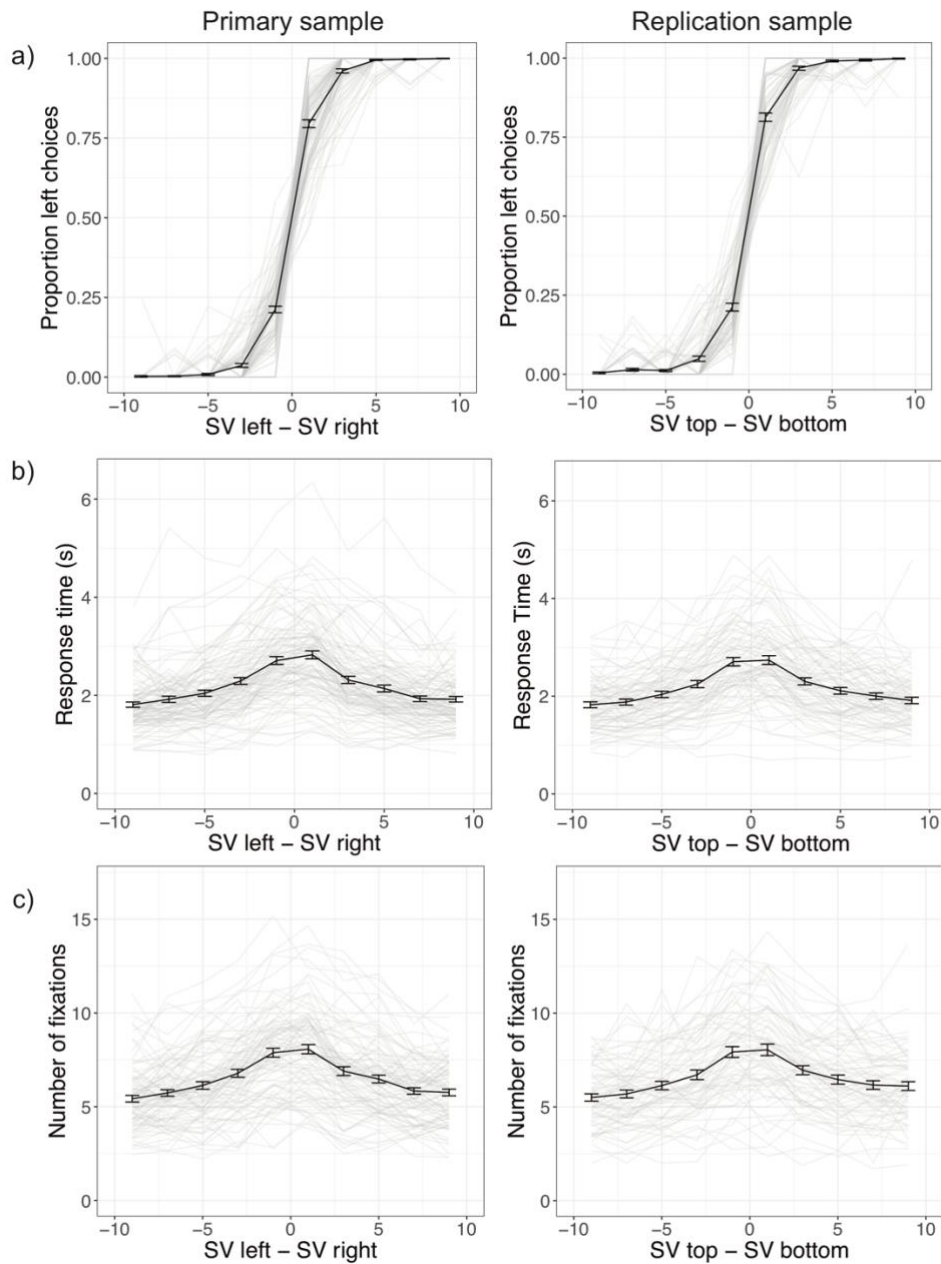 Primary sample
Replication sample
a)
Proportion left choices
1.00
0.75
0.50
0.25
0.00
−10 −5 0 5 10
SV left − SV right
Proportion left choices
1.00
0.75
0.50
0.25
0.00
−10 −5 0 5 10
SV top − SV bottom
b)
Response time (s)
6
4
2
0
−10 −5 0 5 10
SV left − SV right
Response Time (s)
6
4
2
0
−10 −5 0 5 10
SV top − SV bottom
c)
Number of fixations
15
10
5
0
−10 −5 0 5 10
SV left − SV right
Number of fixations
15
10
5
0
−10 −5 0 5 10
SV top − SV bottom